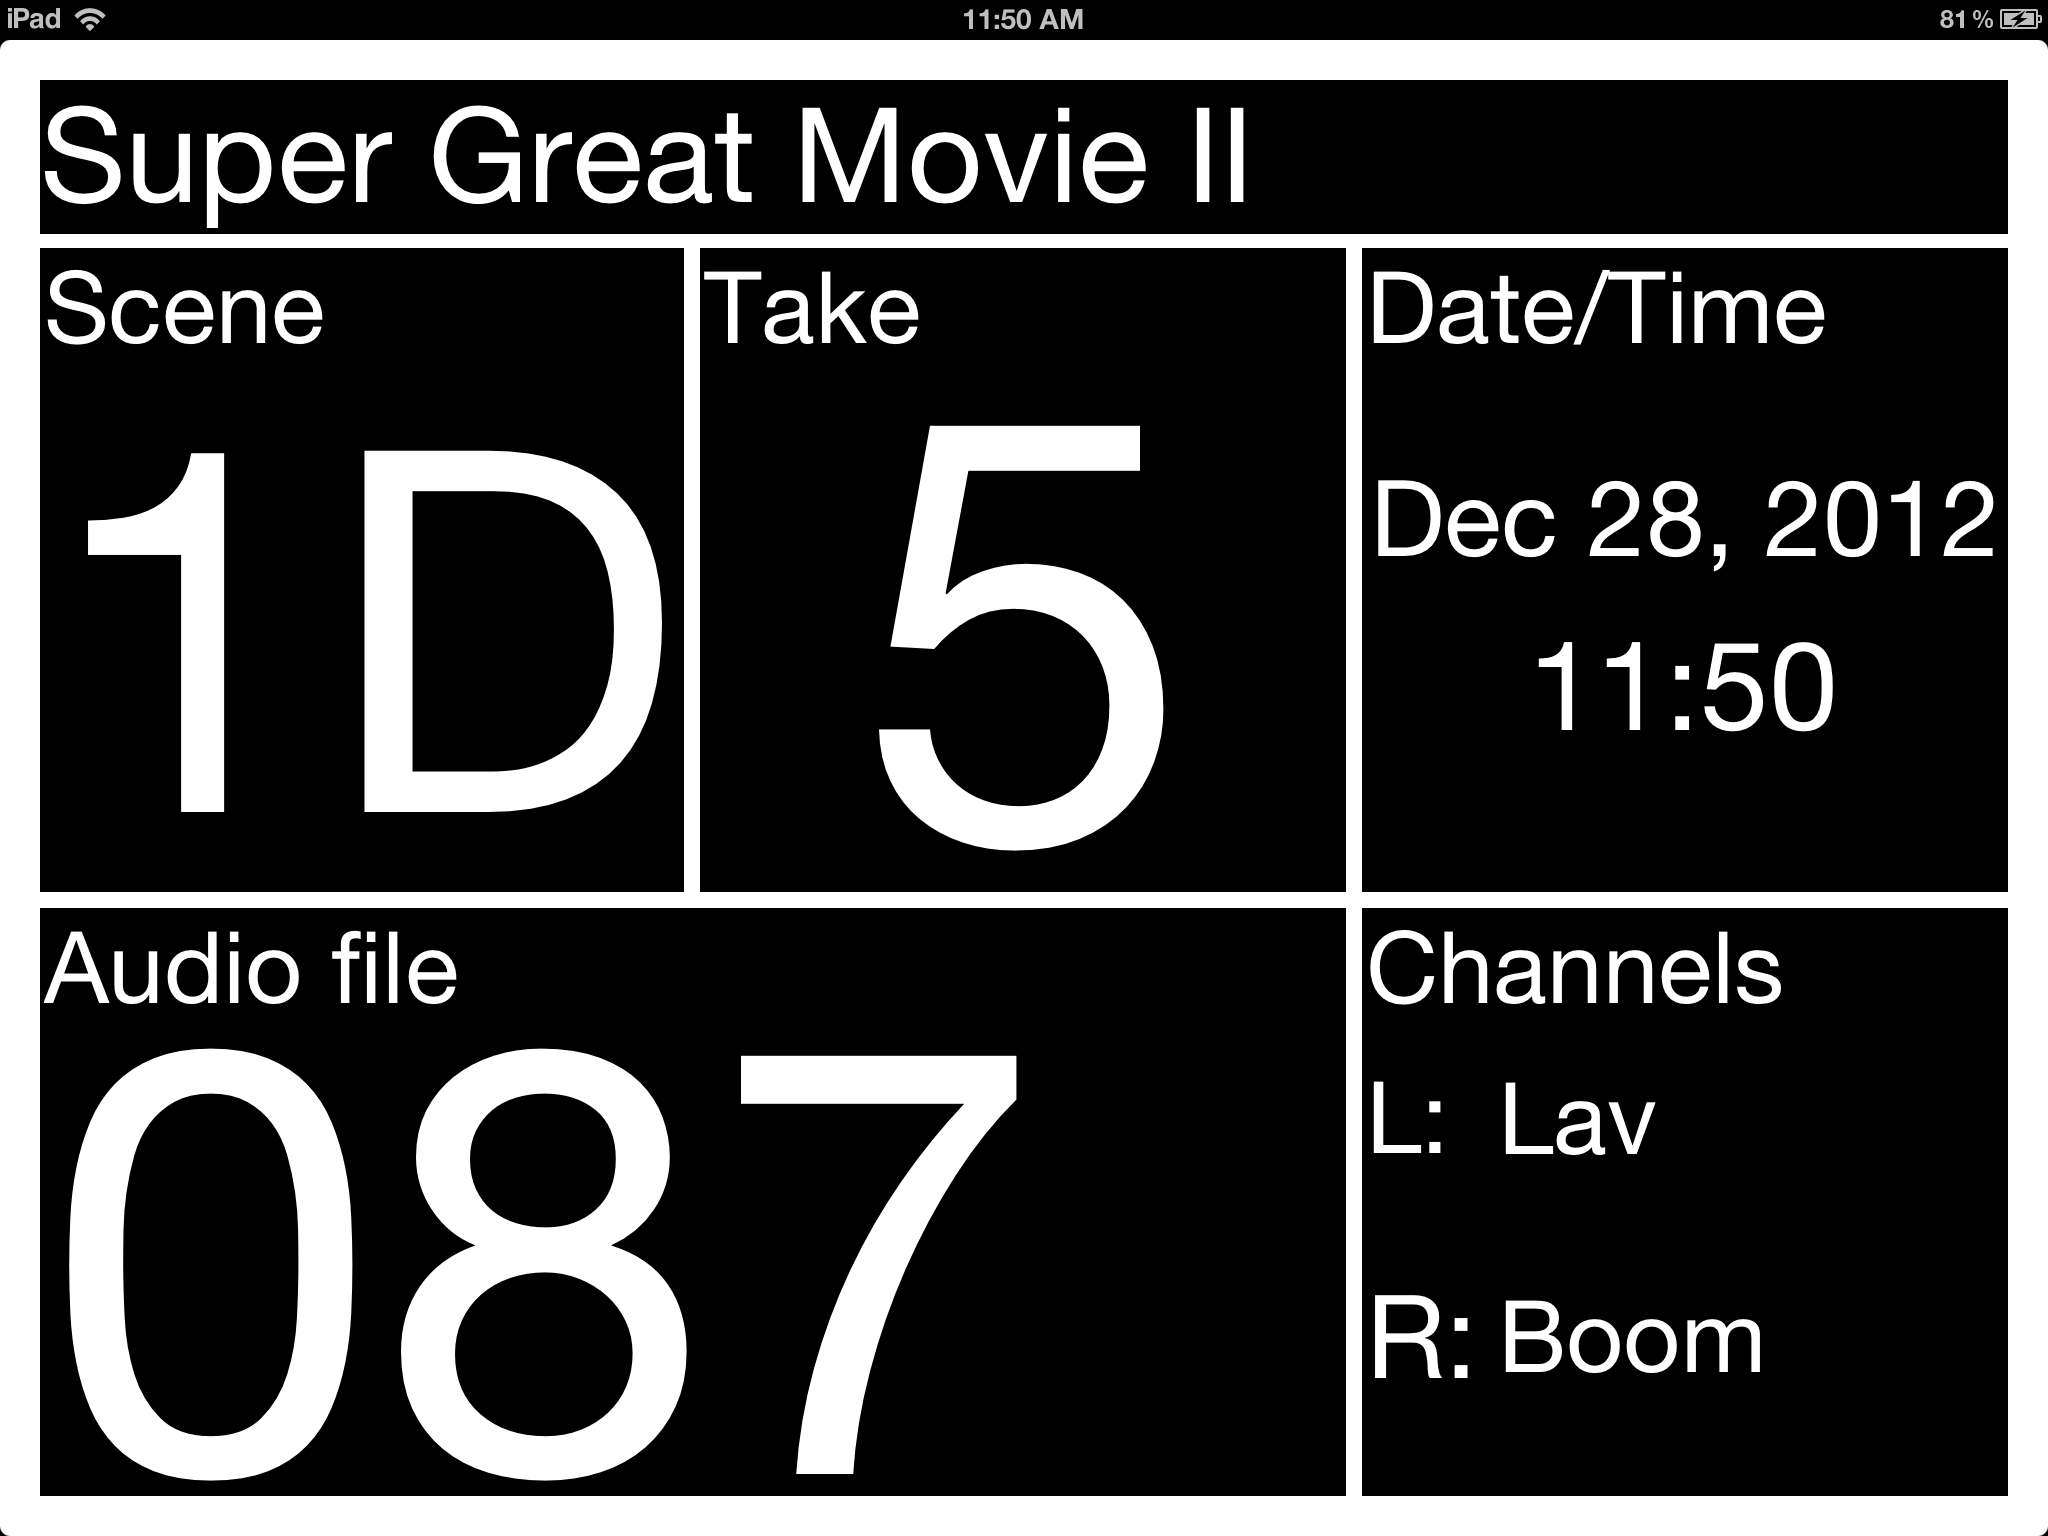 iPad 11:50 AM 81 %
Super Great Movie II
Scene
1D
Take
5
Date/Time
Dec 28, 2012
11:50
Audio file
087
Channels
L: Lav
R: Boom